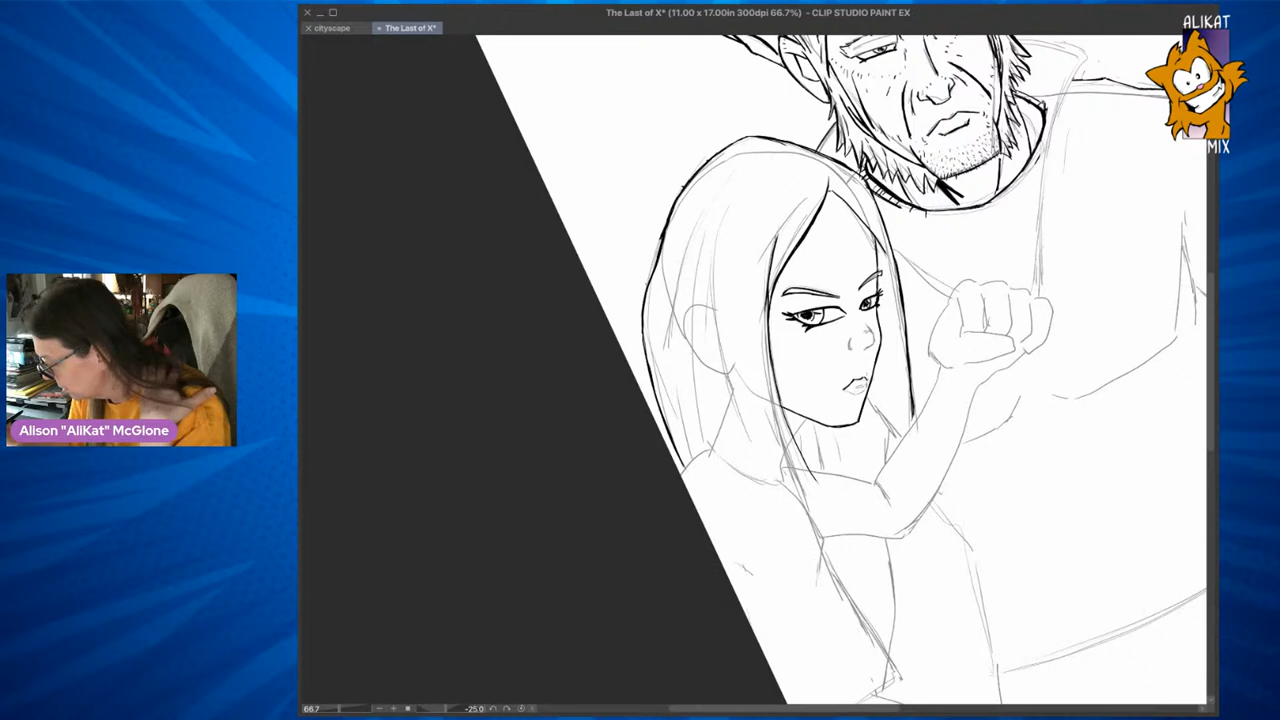 The Last of X* (11.00 x 17.00in 300dpi 66.7%) - CLIP STUDIO PAINT EX
cityscape
The Last of X*
ALIKAT
MIX
Alison "AliKat" McGlone
66.7
-25.0